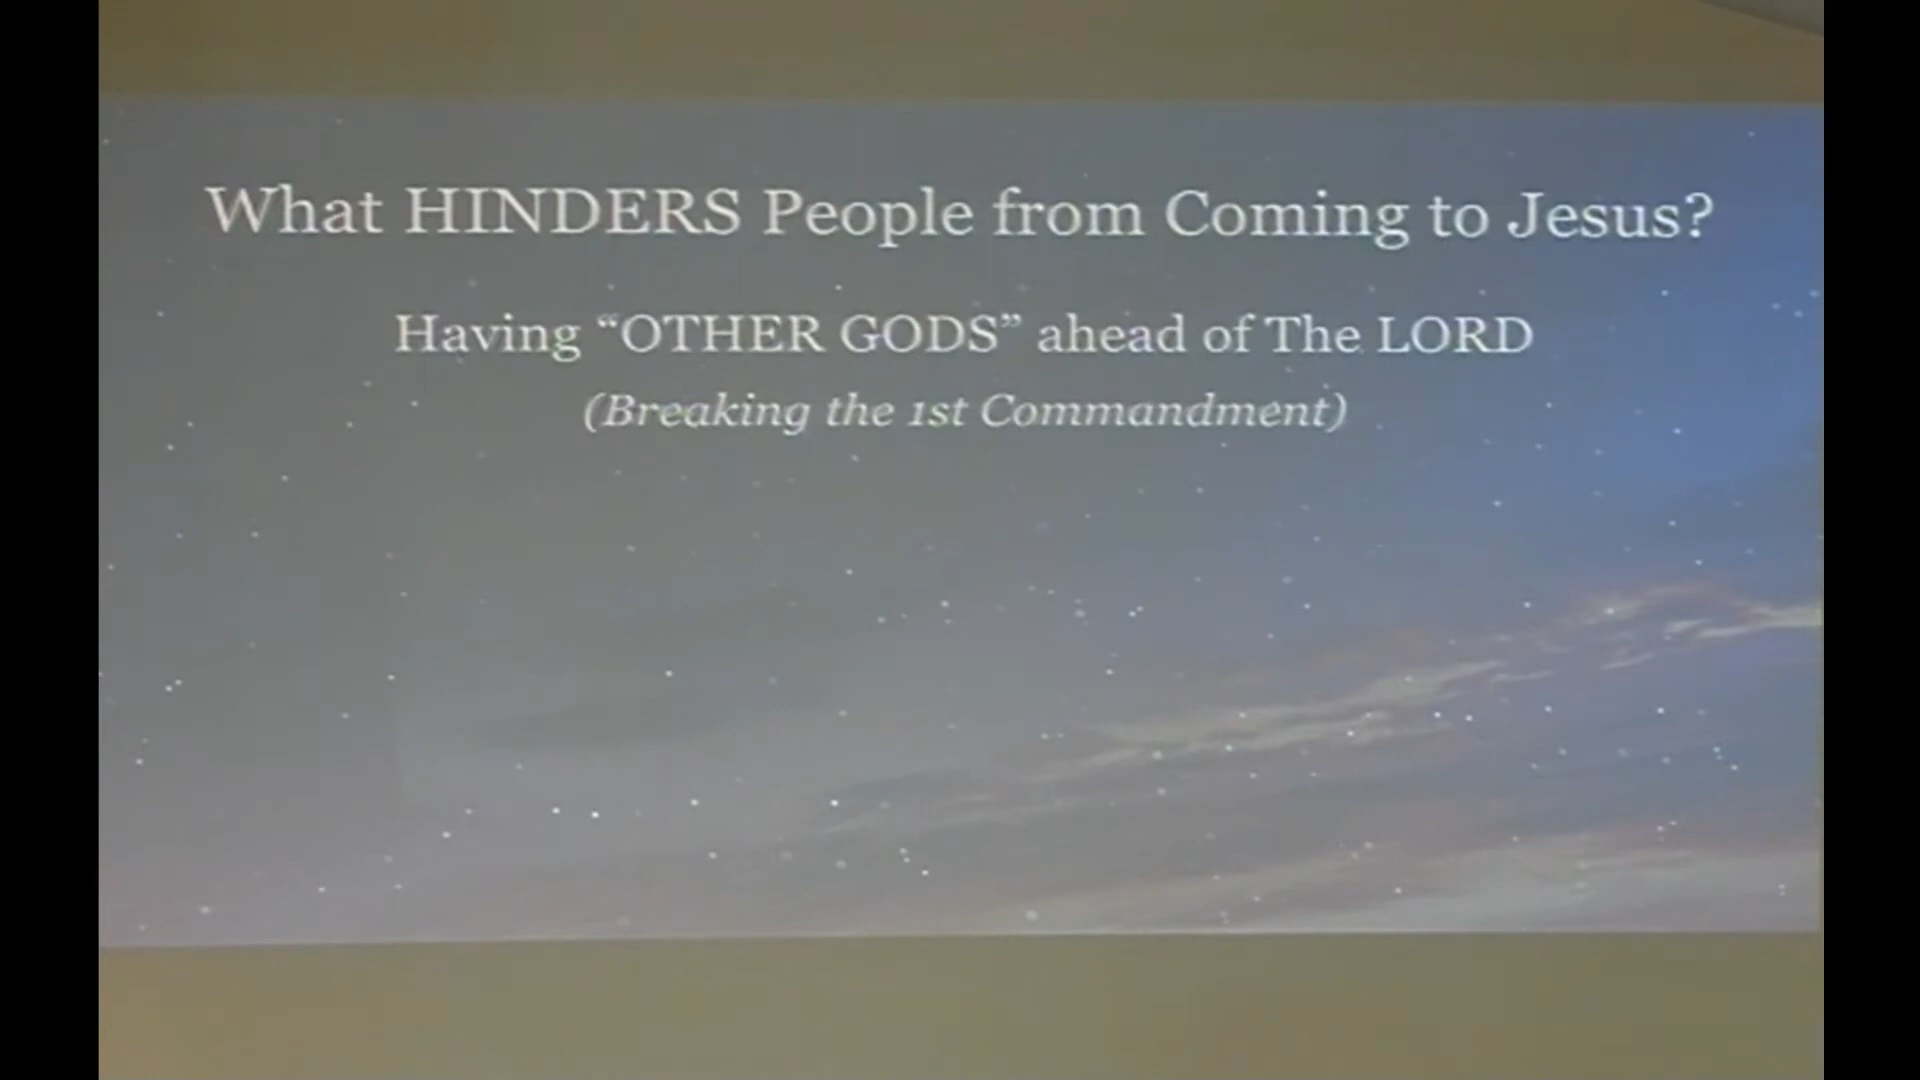 What HINDERS People from Coming to Jesus?
Having “OTHER GODS” ahead of The LORD
(Breaking the 1st Commandment)